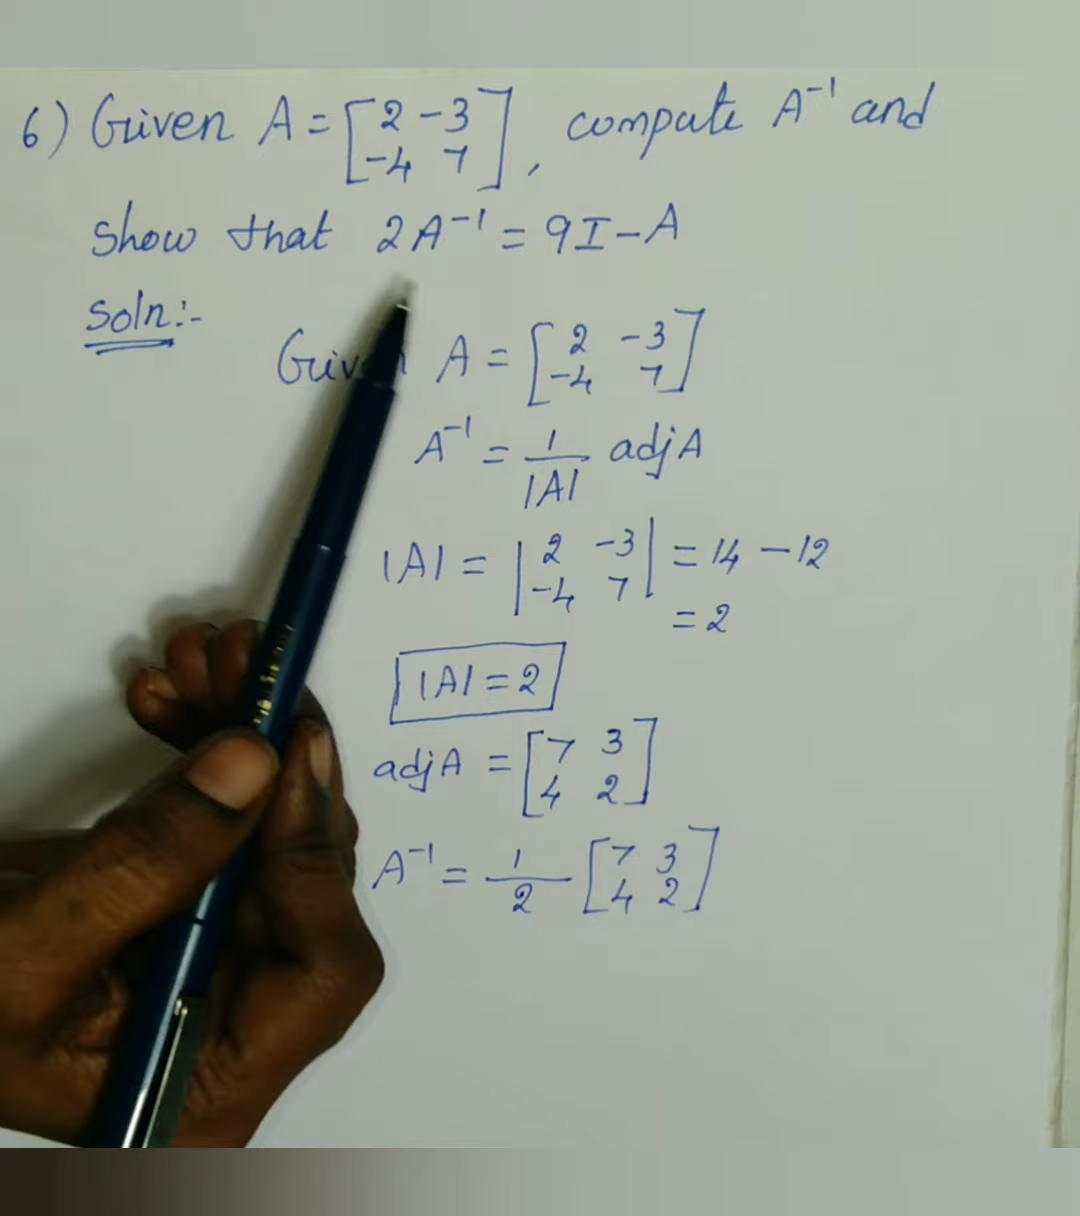 6) Given A = [2 -3
-4 7], compute A⁻¹ and
Show that 2A⁻¹ = 9I - A
Soln:-
Given A = [2 -3
-4 7]
A⁻¹ = 1/|A| adj A
|A| = |2 -3
-4 7| = 14 - 12
= 2
|A| = 2
adj A = [7 3
4 2]
A⁻¹ = 1/2 [7 3
4 2]